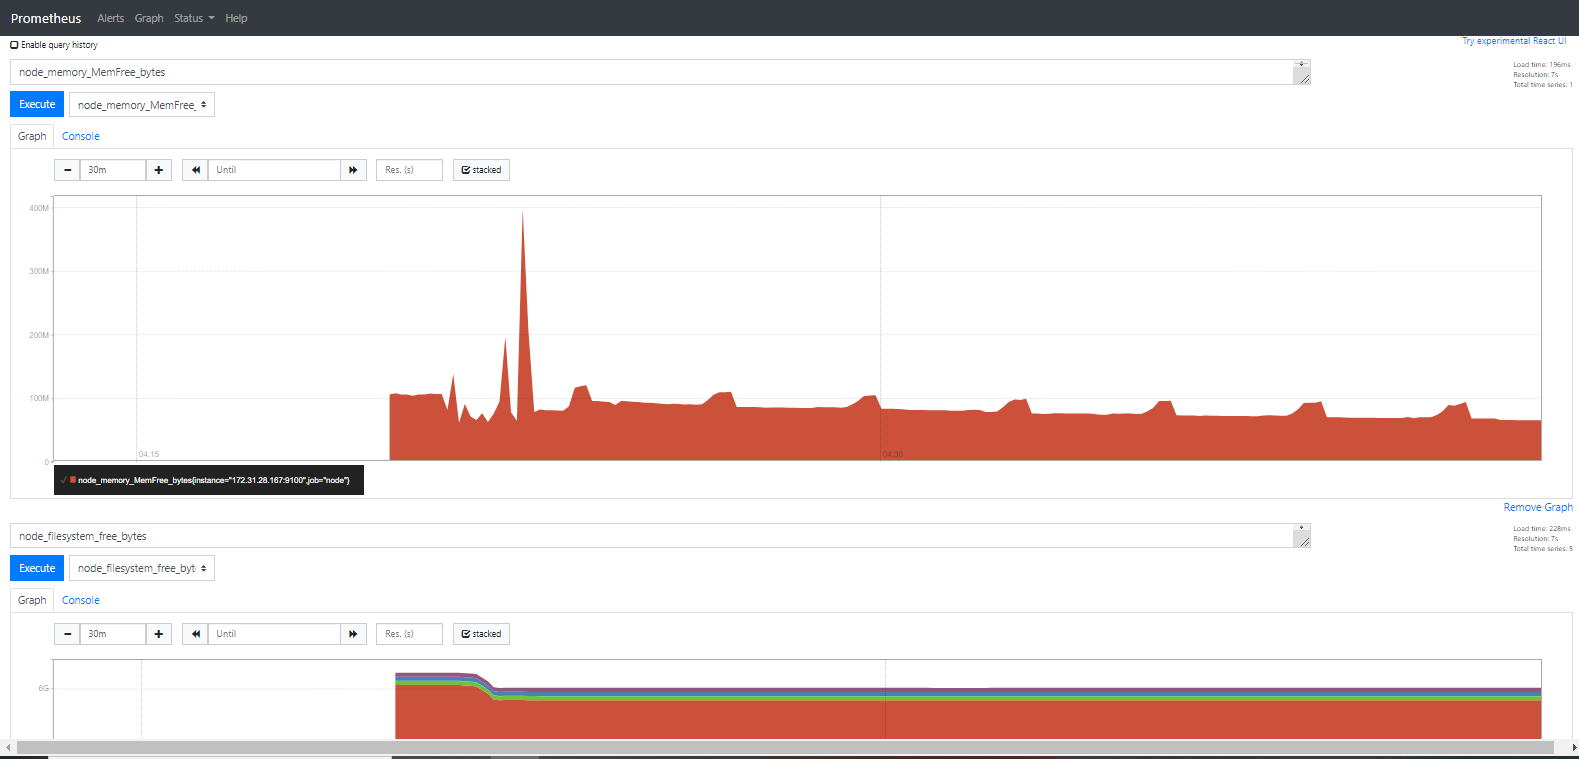 Prometheus Alerts Graph Status Help
Enable query history
Try experimental React UI
node_memory_MemFree_bytes
Load time: 196ms
Resolution: 7s
Total time series: 1
Execute node_memory_MemFree_
Graph Console
30m Until Res. (s) stacked
400M
300M
200M
100M
0
04:15 04:30
node_memory_MemFree_bytes{instance="172.31.28.167:9100",job="node"}
Remove Graph
node_filesystem_free_bytes
Load time: 228ms
Resolution: 7s
Total time series: 5
Execute node_filesystem_free_byt
Graph Console
30m Until Res. (s) stacked
6G